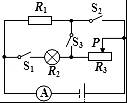 R₁ S₂
S₃ P
S₁ R₂ R₃
A